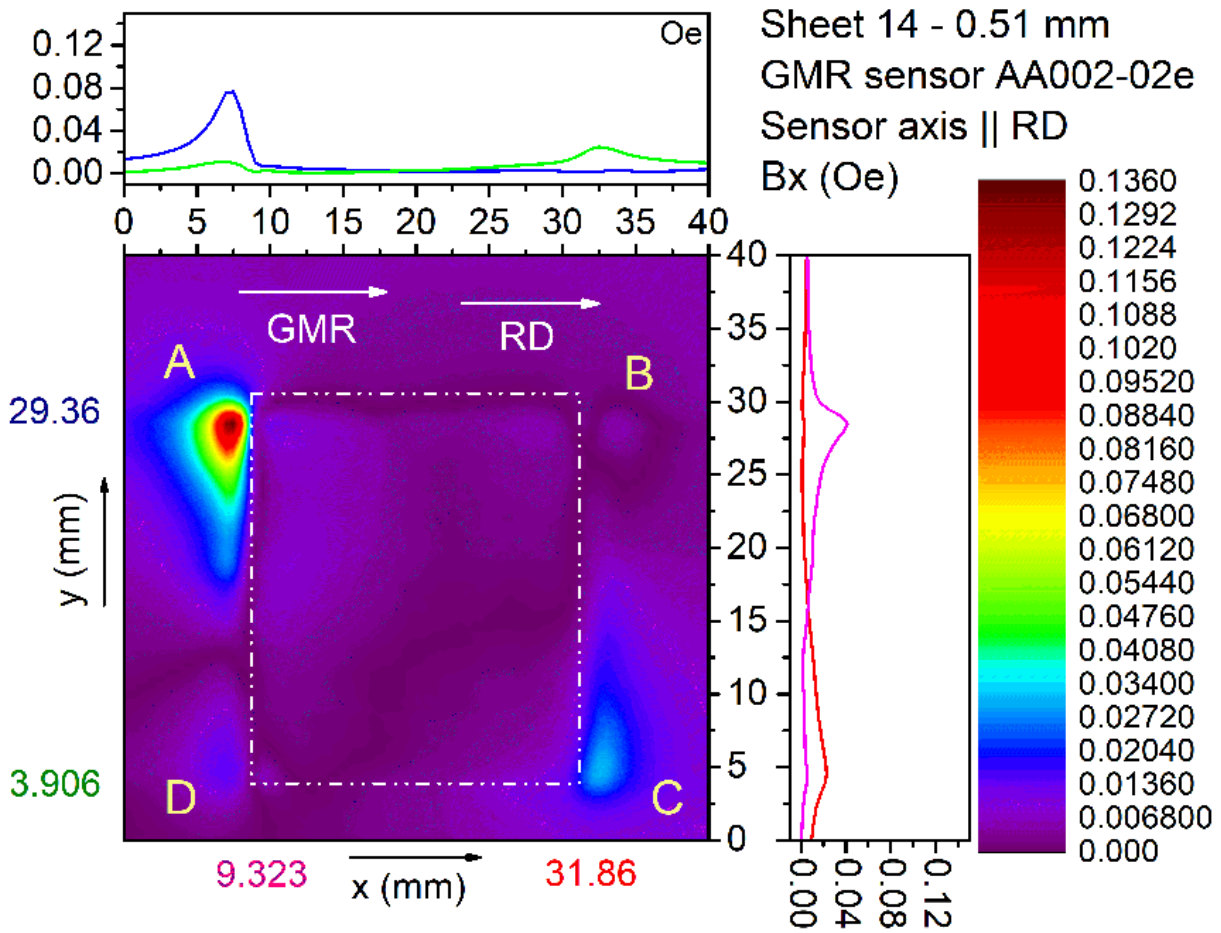 Sheet 14 - 0.51 mm
GMR sensor AA002-02e
Sensor axis || RD
Bx (Oe)
Oe
0.12
0.08
0.04
0.00
0 5 10 15 20 25 30 35 40
GMR
RD
A
B
D
C
29.36
y (mm)
3.906
9.323
x (mm)
31.86
40
35
30
25
20
15
10
5
0
0.00 0.04 0.08 0.12
0.1360
0.1292
0.1224
0.1156
0.1088
0.1020
0.09520
0.08840
0.08160
0.07480
0.06800
0.06120
0.05440
0.04760
0.04080
0.03400
0.02720
0.02040
0.01360
0.006800
0.000